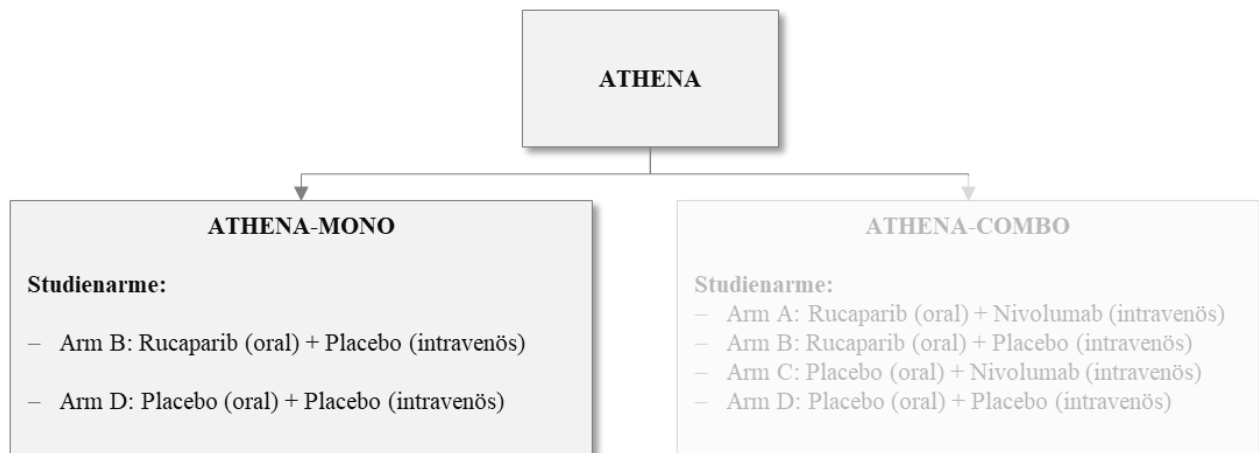 ATHENA
ATHENA-MONO
Studienarme:
– Arm B: Rucaparib (oral) + Placebo (intravenös)
– Arm D: Placebo (oral) + Placebo (intravenös)
ATHENA-COMBO
Studienarme:
– Arm A: Rucaparib (oral) + Nivolumab (intravenös)
– Arm B: Rucaparib (oral) + Placebo (intravenös)
– Arm C: Placebo (oral) + Nivolumab (intravenös)
– Arm D: Placebo (oral) + Placebo (intravenös)